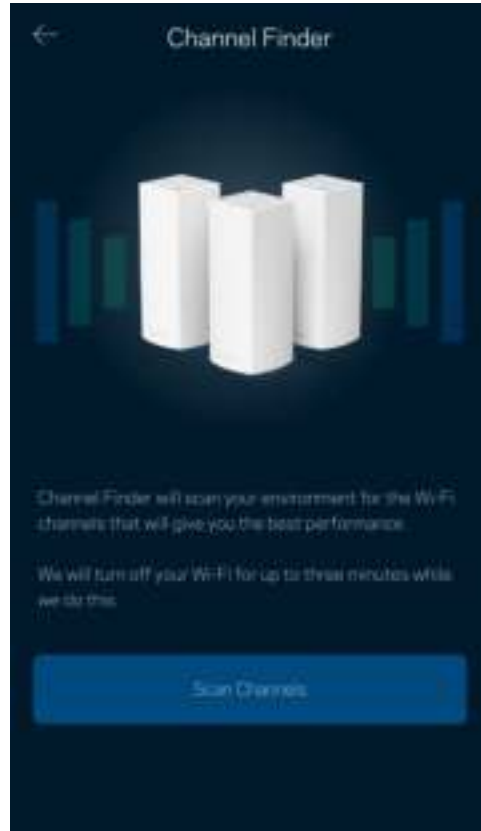 Channel Finder
Channel Finder will scan your environment for the Wi-Fi
channels that will give you the best performance.
We will turn off your Wi-Fi for up to three minutes while
we do this.
Scan Channels